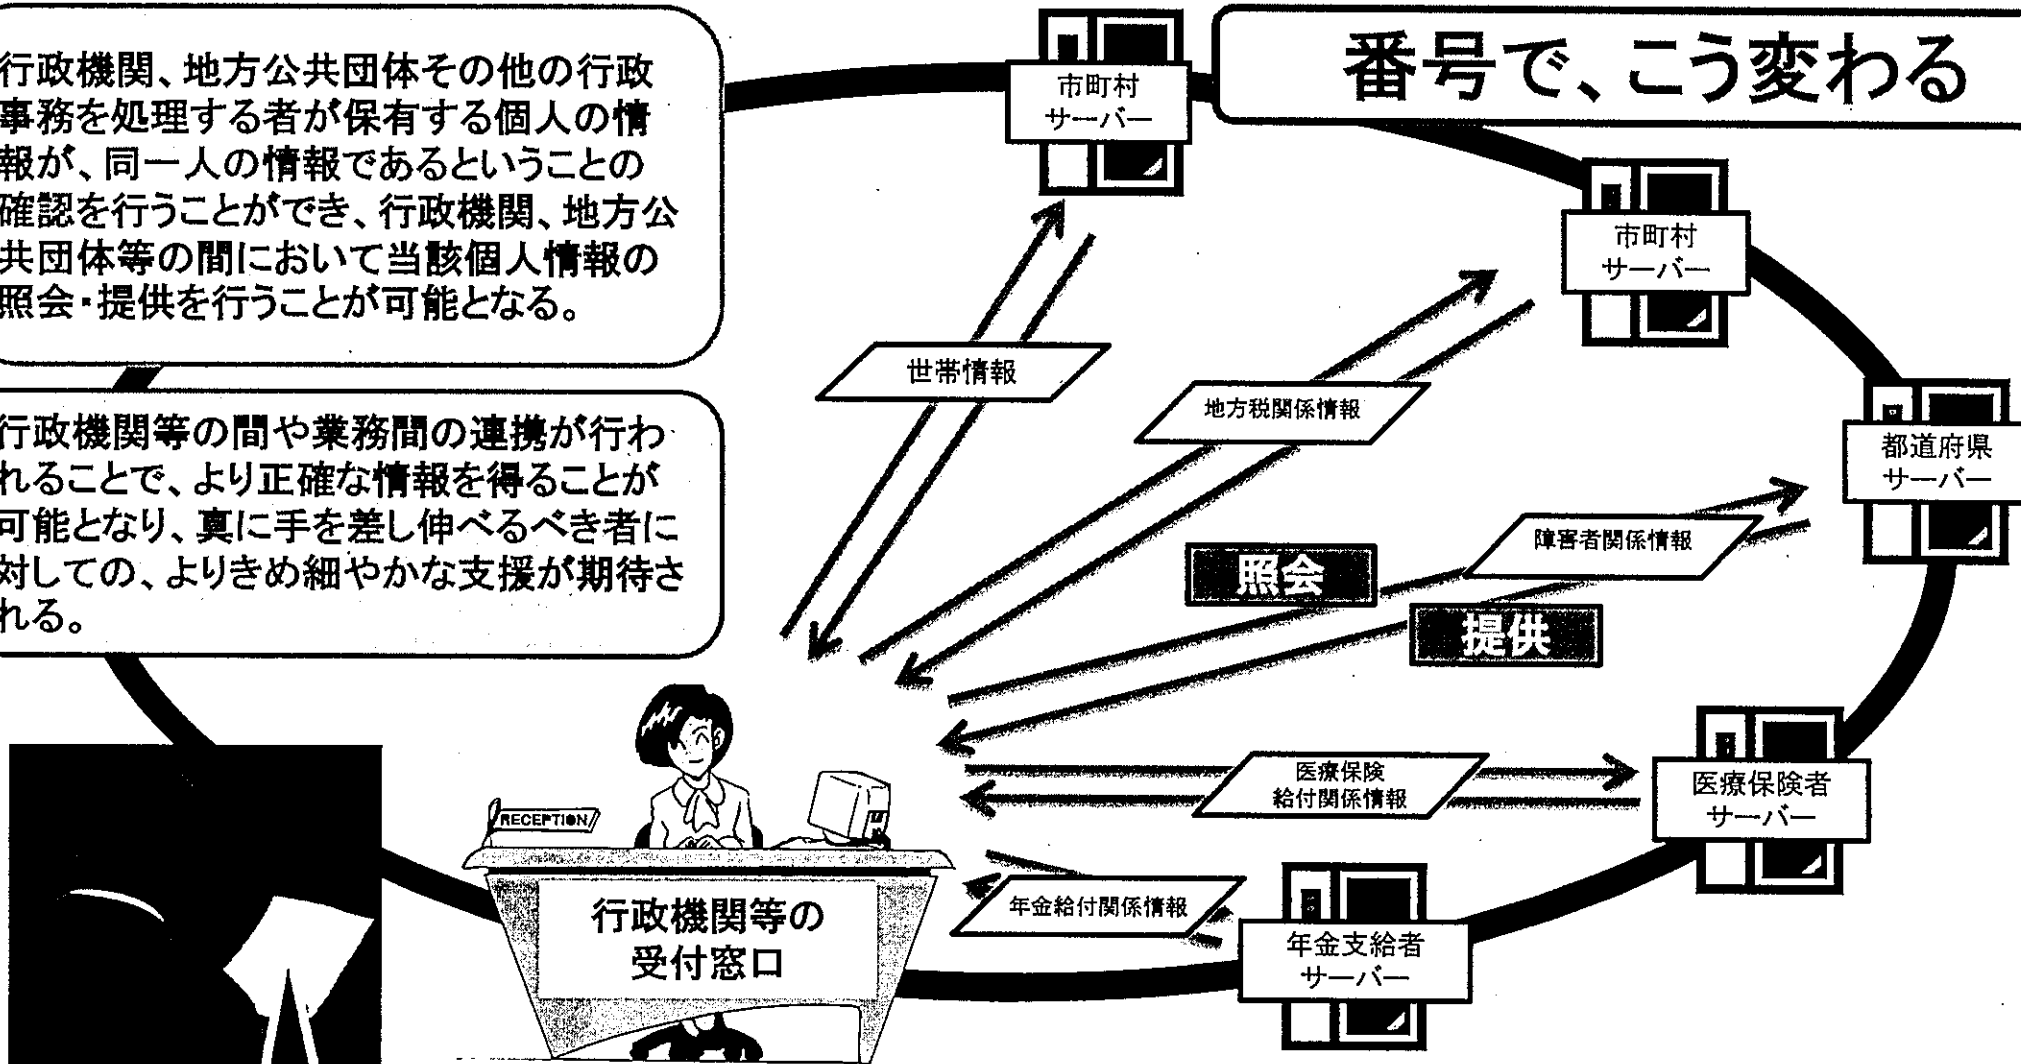 番号で、こう変わる
行政機関、地方公共団体その他の行政
事務を処理する者が保有する個人の情
報が、同一人の情報であるということの
確認を行うことができ、行政機関、地方公
共団体等の間において当該個人情報の
照会・提供を行うことが可能となる。
行政機関等の間や業務間の連携が行わ
れることで、より正確な情報を得ることが
可能となり、真に手を差し伸べるべき者に
対しての、よりきめ細やかな支援が期待さ
れる。
市町村
サーバー
市町村
サーバー
都道府県
サーバー
医療保険者
サーバー
年金支給者
サーバー
世帯情報
地方税関係情報
障害者関係情報
照会
提供
医療保険
給付関係情報
年金給付関係情報
RECEPTION
行政機関等の
受付窓口